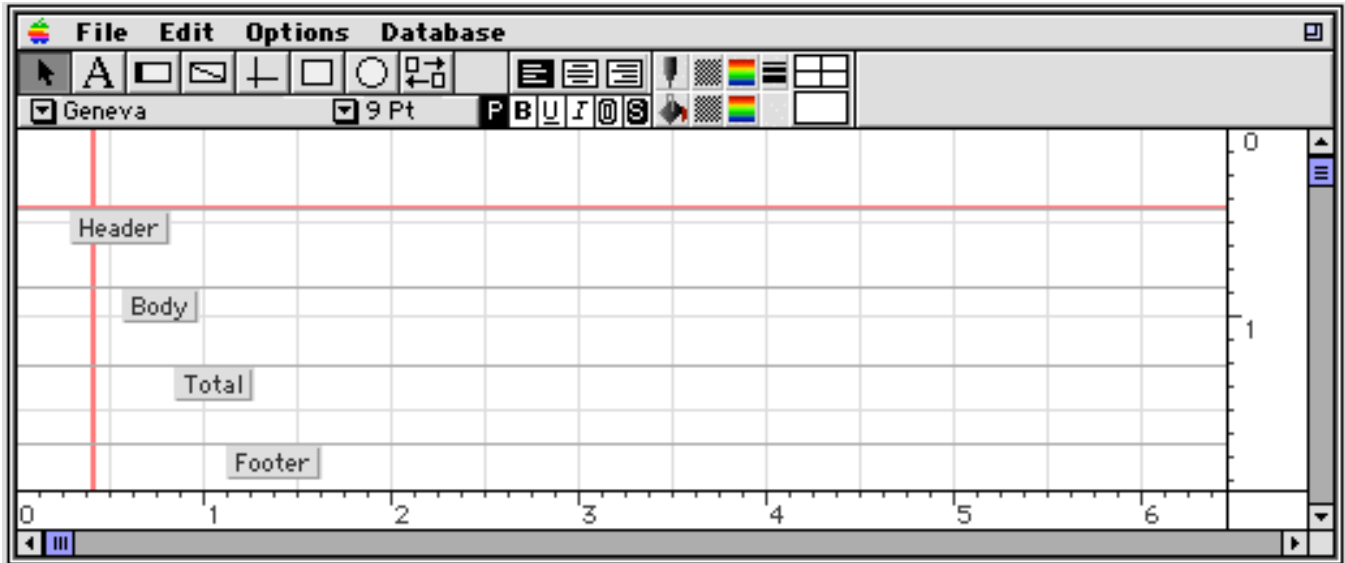 File Edit Options Database
A
Geneva 9 Pt P B U I O S
0
Header
Body
1
Total
Footer
0 1 2 3 4 5 6